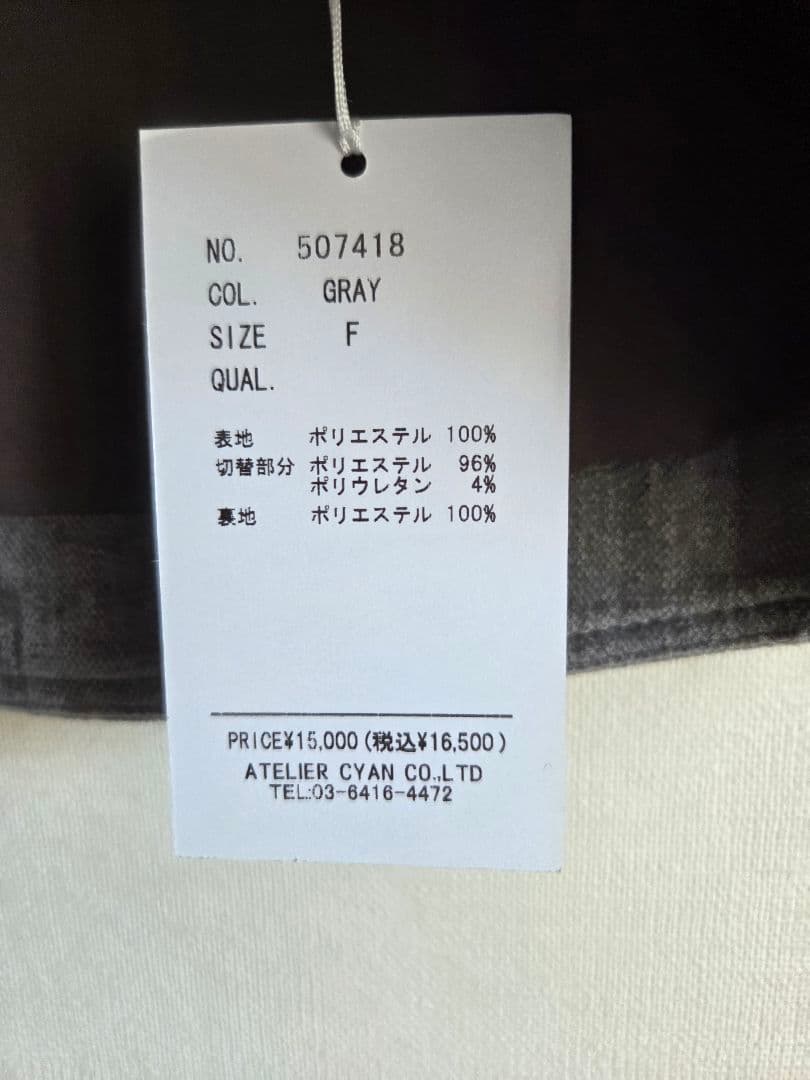 NO. 507418
COL. GRAY
SIZE F
QUAL.
表地 ポリエステル 100%
切替部分 ポリエステル 96%
ポリウレタン 4%
裏地 ポリエステル 100%
PRICE¥15,000(税込¥16,500)
ATELIER CYAN CO.,LTD
TEL:03-6416-4472